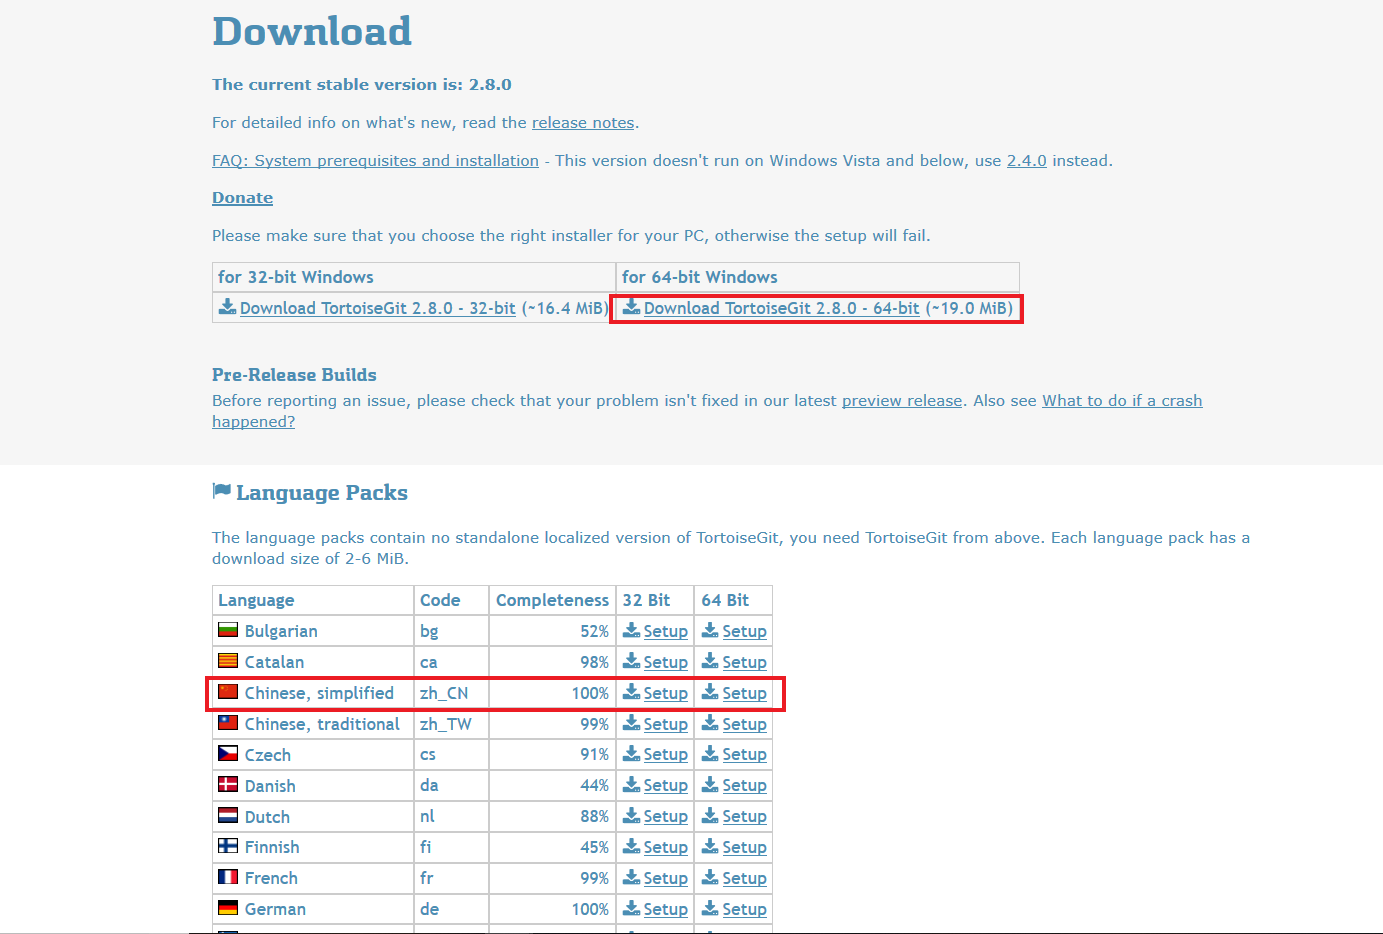 Download
The current stable version is: 2.8.0
For detailed info on what's new, read the release notes.
FAQ: System prerequisites and installation - This version doesn't run on Windows Vista and below, use 2.4.0 instead.
Donate
Please make sure that you choose the right installer for your PC, otherwise the setup will fail.
for 32-bit Windows for 64-bit Windows
Download TortoiseGit 2.8.0 - 32-bit (~16.4 MiB) Download TortoiseGit 2.8.0 - 64-bit (~19.0 MiB)
Pre-Release Builds
Before reporting an issue, please check that your problem isn't fixed in our latest preview release. Also see What to do if a crash
happened?
Language Packs
The language packs contain no standalone localized version of TortoiseGit, you need TortoiseGit from above. Each language pack has a
download size of 2-6 MiB.
Language Code Completeness 32 Bit 64 Bit
Bulgarian bg 52% Setup Setup
Catalan ca 98% Setup Setup
Chinese, simplified zh_CN 100% Setup Setup
Chinese, traditional zh_TW 99% Setup Setup
Czech cs 91% Setup Setup
Danish da 44% Setup Setup
Dutch nl 88% Setup Setup
Finnish fi 45% Setup Setup
French fr 99% Setup Setup
German de 100% Setup Setup